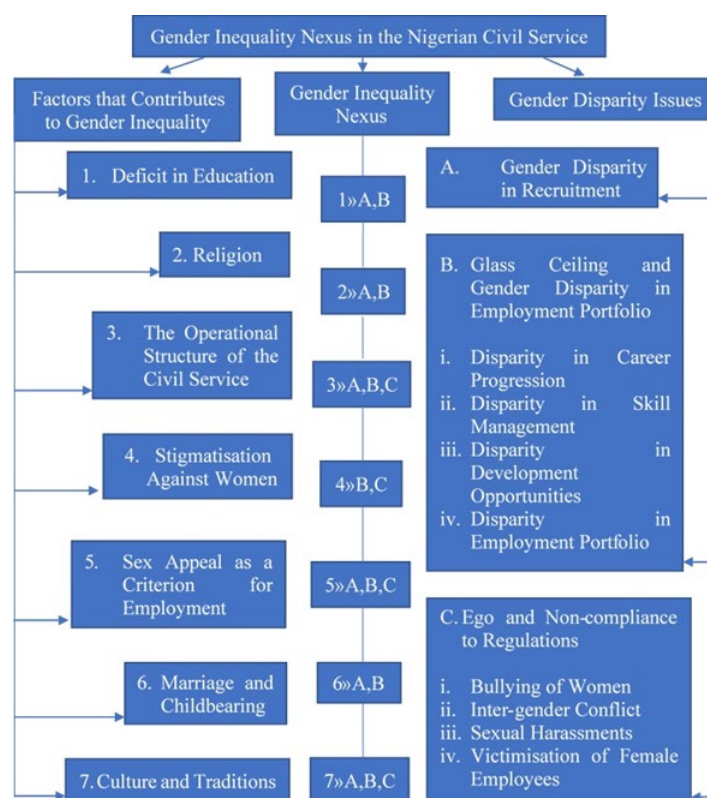 Gender Inequality Nexus in the Nigerian Civil Service
Factors that Contributes
to Gender Inequality
Gender Inequality
Nexus
Gender Disparity Issues
1. Deficit in Education
2. Religion
3. The Operational
Structure of the
Civil Service
4. Stigmatisation
Against Women
5. Sex Appeal as a
Criterion for
Employment
6. Marriage and
Childbearing
7. Culture and Traditions
1»A,B
2»A,B
3»A,B,C
4»B,C
5»A,B,C
6»A,B
7»A,B,C
A. Gender Disparity
in Recruitment
B. Glass Ceiling and
Gender Disparity in
Employment Portfolio
i. Disparity in Career
Progression
ii. Disparity in Skill
Management
iii. Disparity in
Development
Opportunities
iv. Disparity in
Employment Portfolio
C. Ego and Non-compliance
to Regulations
i. Bullying of Women
ii. Inter-gender Conflict
iii. Sexual Harassments
iv. Victimisation of Female
Employees